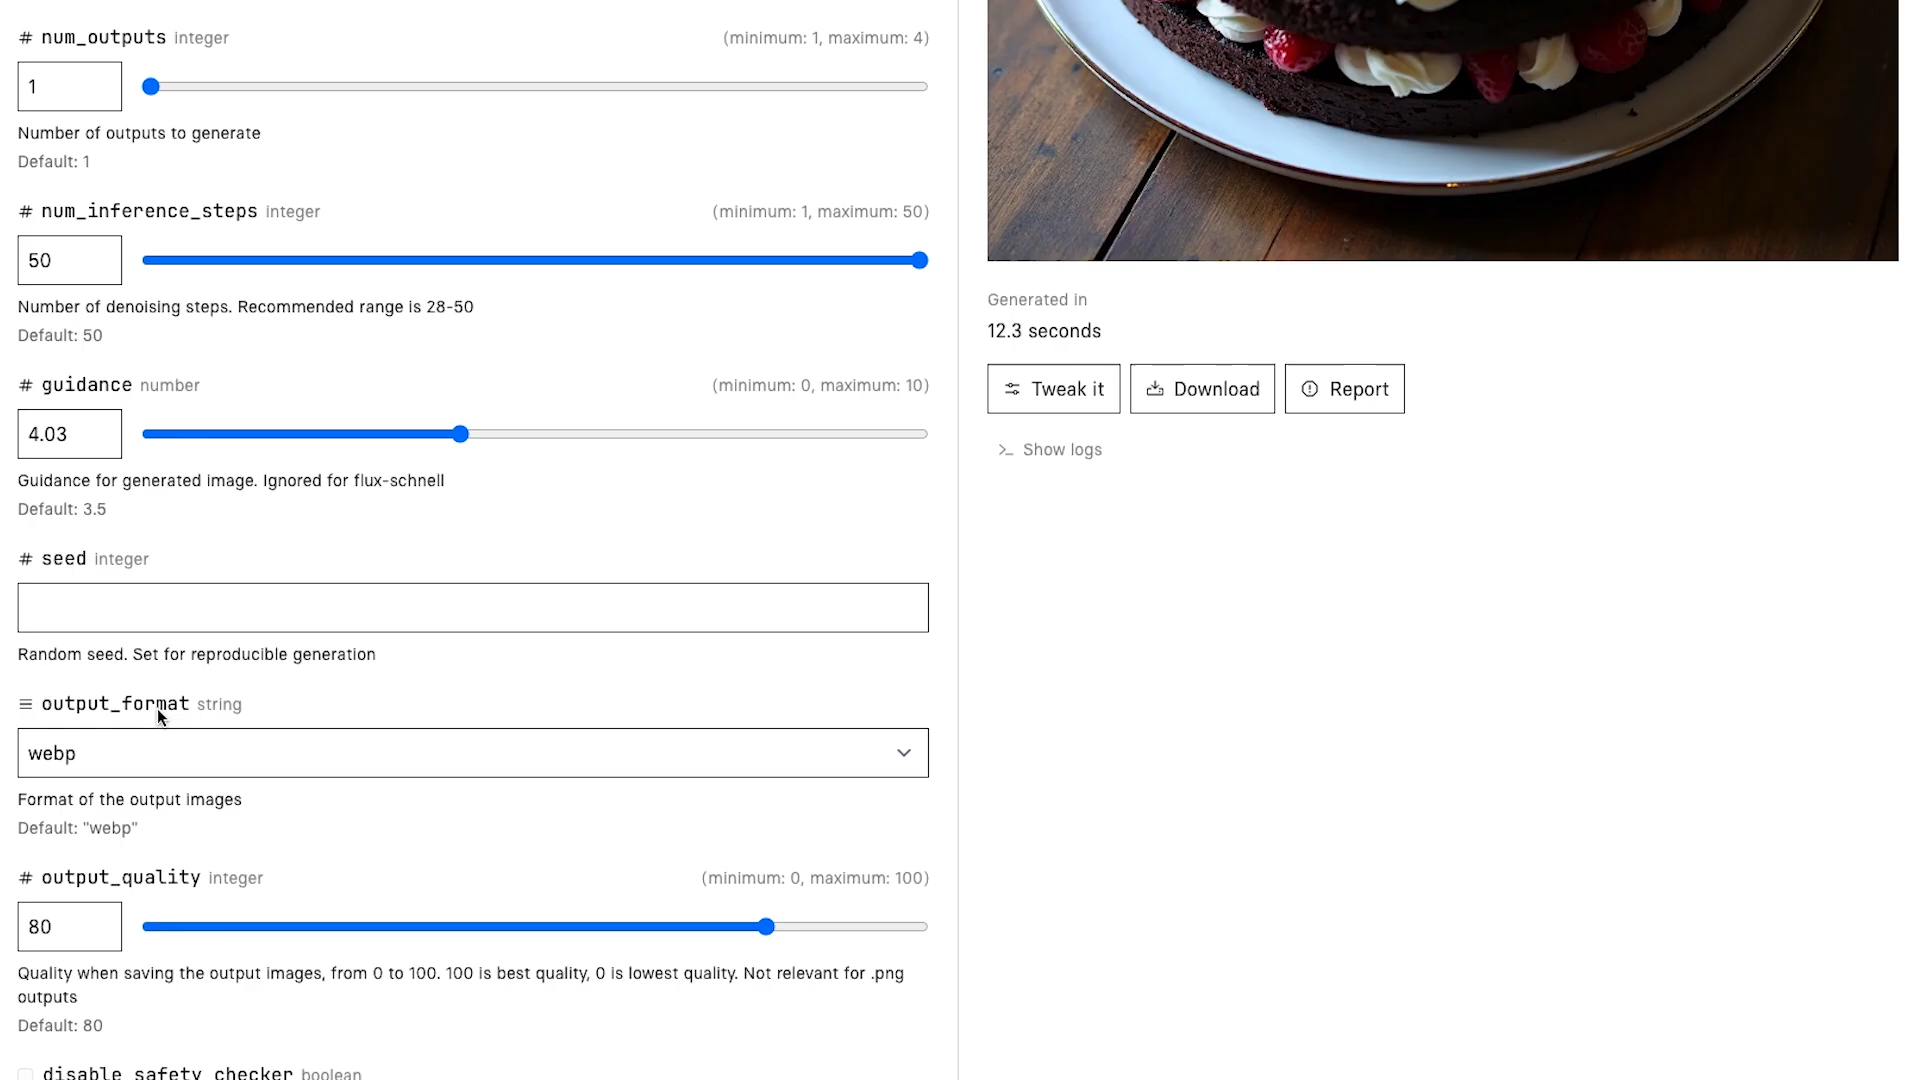 # num_outputs integer (minimum: 1, maximum: 4)
1
Number of outputs to generate
Default: 1
# num_inference_steps integer (minimum: 1, maximum: 50)
50
Number of denoising steps. Recommended range is 28-50
Default: 50
# guidance number (minimum: 0, maximum: 10)
4.03
Guidance for generated image. Ignored for flux-schnell
Default: 3.5
# seed integer
Random seed. Set for reproducible generation
output_format string
webp
Format of the output images
Default: "webp"
# output_quality integer (minimum: 0, maximum: 100)
80
Quality when saving the output images, from 0 to 100. 100 is best quality, 0 is lowest quality. Not relevant for .png
outputs
Default: 80
disable_safety_checker boolean
Generated in
12.3 seconds
Tweak it Download Report
Show logs